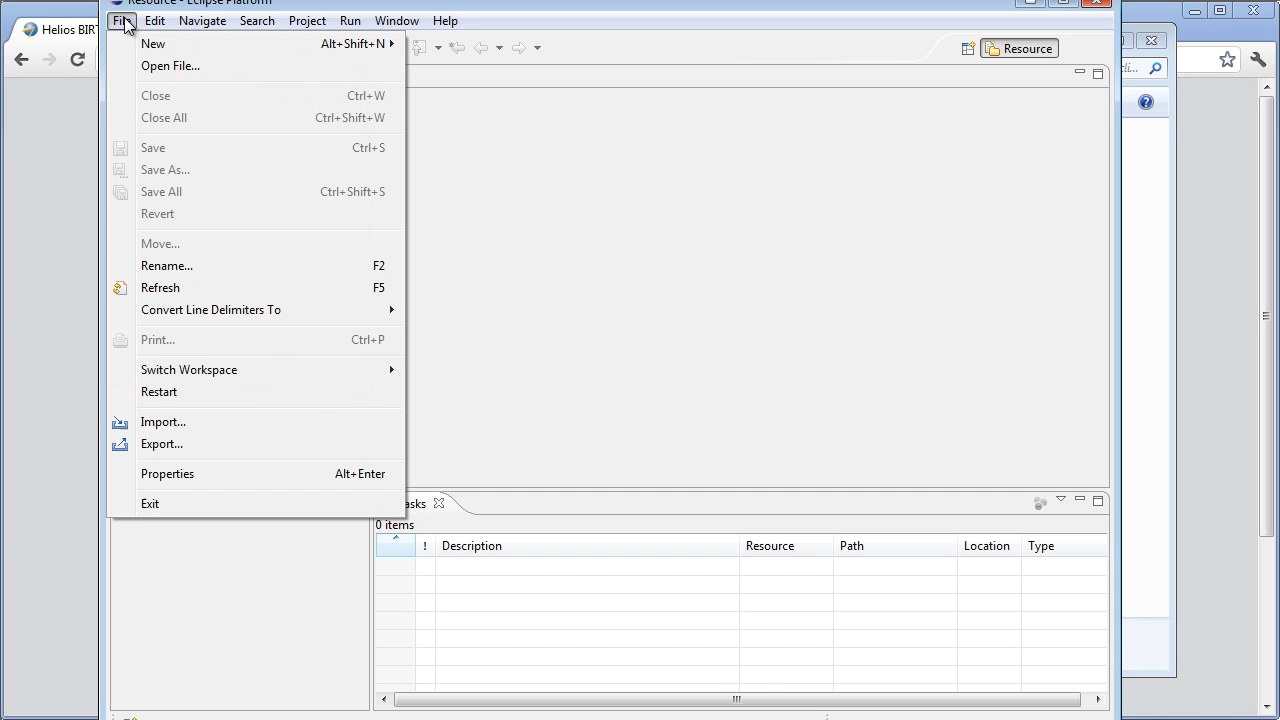 Resource - Eclipse Platform
Helios BIRT
File Edit Navigate Search Project Run Window Help
New Alt+Shift+N
Open File...
Resource
Close Ctrl+W
Close All Ctrl+Shift+W
Save Ctrl+S
Save As...
Save All Ctrl+Shift+S
Revert
Move...
Rename... F2
Refresh F5
Convert Line Delimiters To
Print... Ctrl+P
Switch Workspace
Restart
Import...
Export...
Properties Alt+Enter
Exit
asks
0 items
! Description Resource Path Location Type